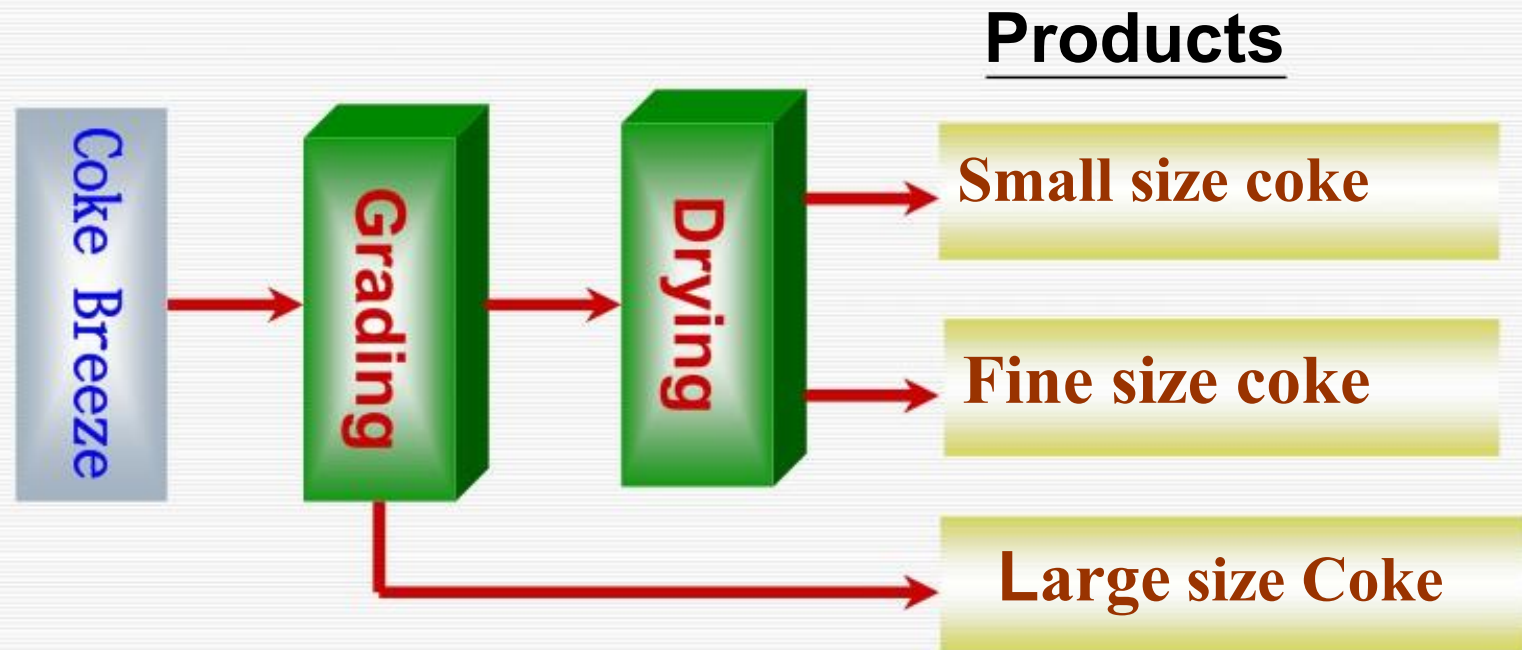 Products
Coke Breeze
Grading
Drying
Small size coke
Fine size coke
Large size Coke